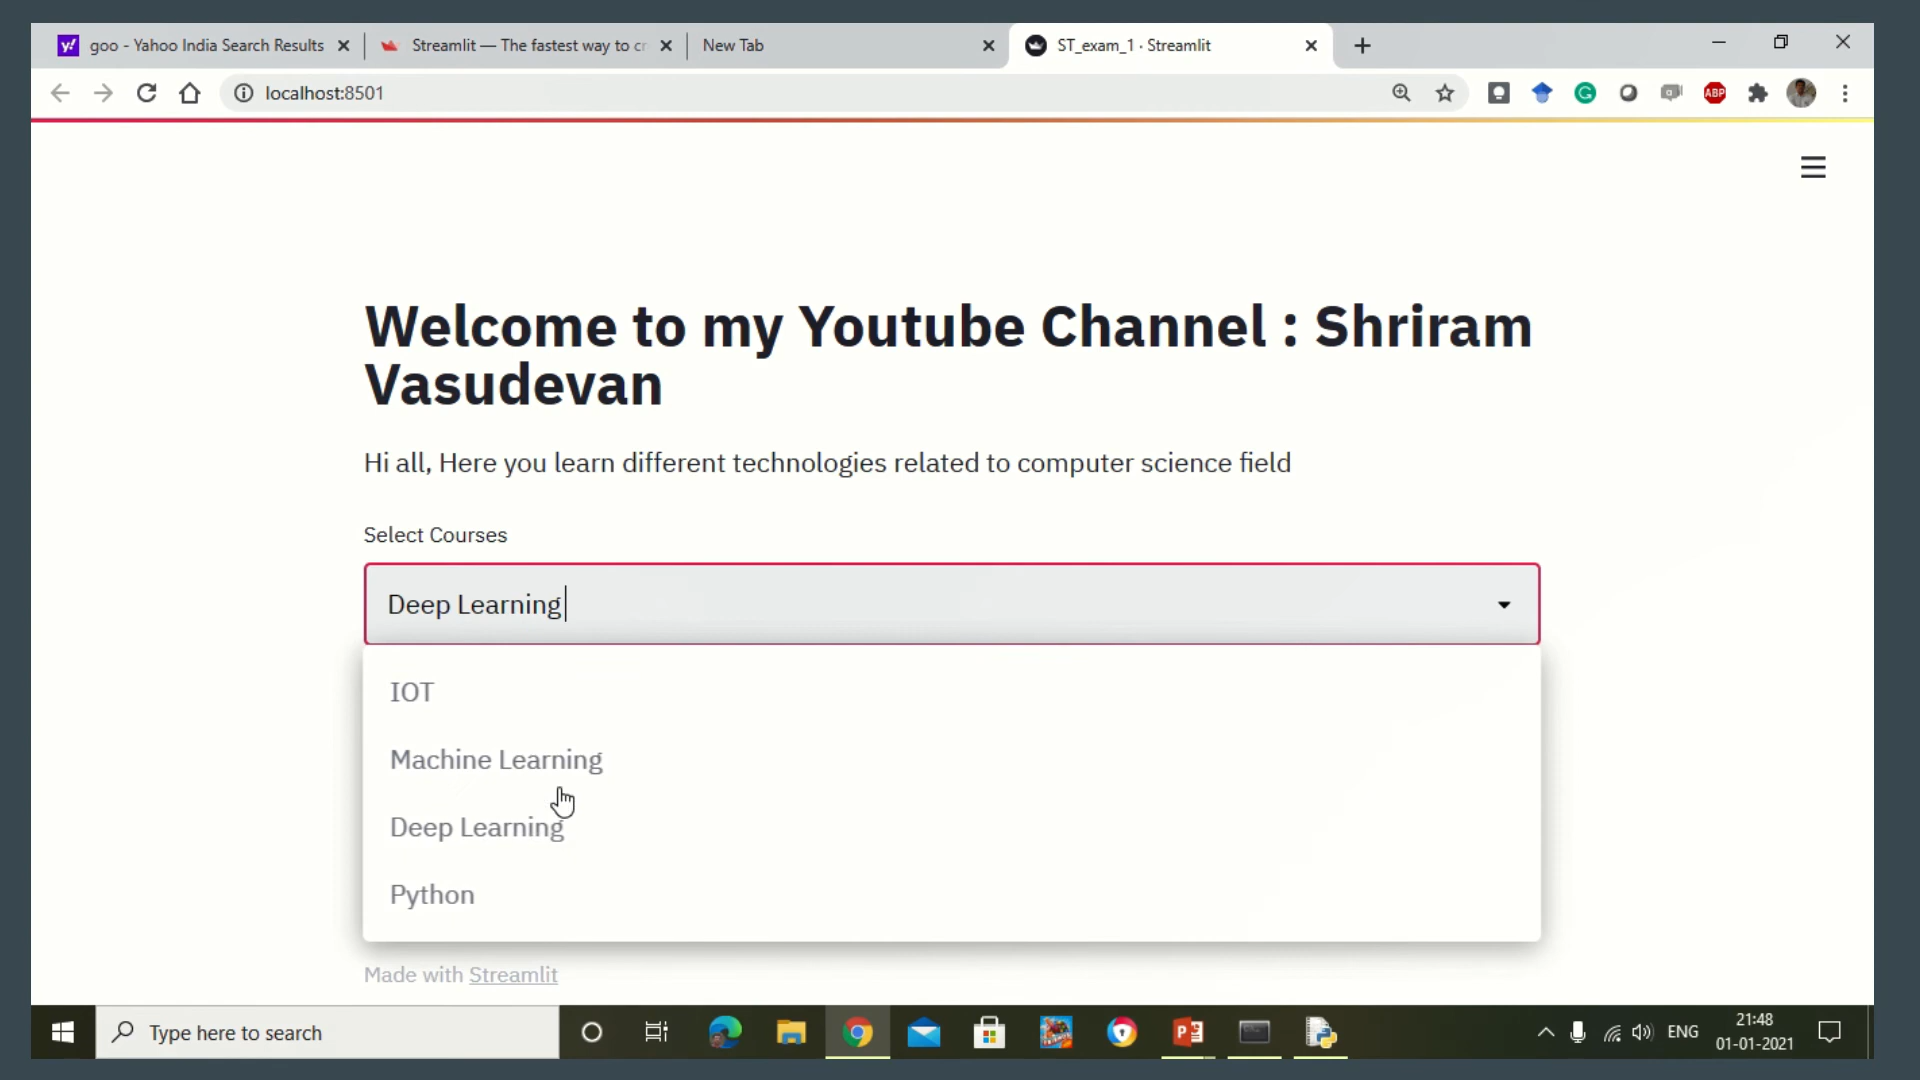 goo - Yahoo India Search Results
Streamlit — The fastest way to cr
New Tab
ST_exam_1 · Streamlit
localhost:8501
ABP
Welcome to my Youtube Channel : Shriram
Vasudevan
Hi all, Here you learn different technologies related to computer science field
Select Courses
Deep Learning
IOT
Machine Learning
Deep Learning
Python
Made with Streamlit
Type here to search
ENG
21:48
01-01-2021